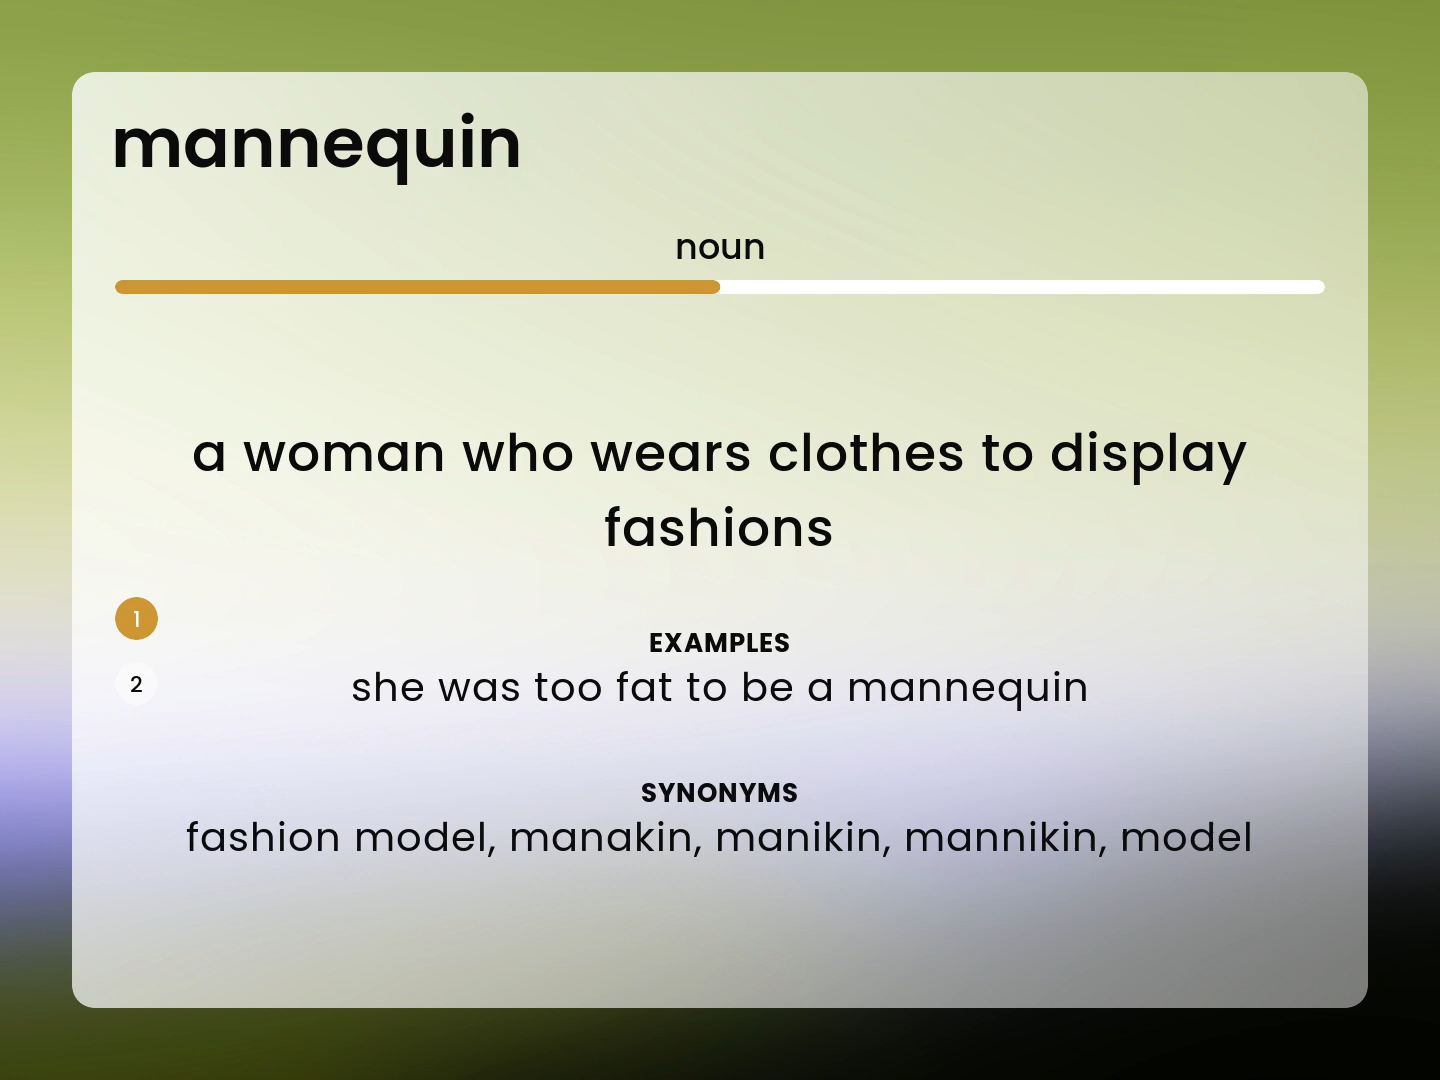 mannequin
noun
a woman who wears clothes to display
fashions
1
EXAMPLES
2
she was too fat to be a mannequin
SYNONYMS
fashion model, manakin, manikin, mannikin, model